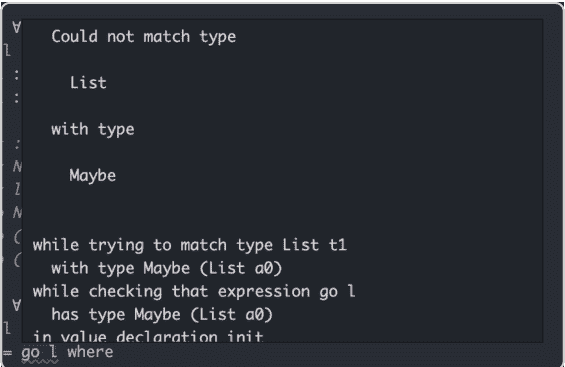 ∀
Could not match type
l
:
List
:
with type
:
N
Maybe
l
N
(
while trying to match type List t1
(
with type Maybe (List a0)
while checking that expression go l
∀
has type Maybe (List a0)
l
in value declaration init
= go l where